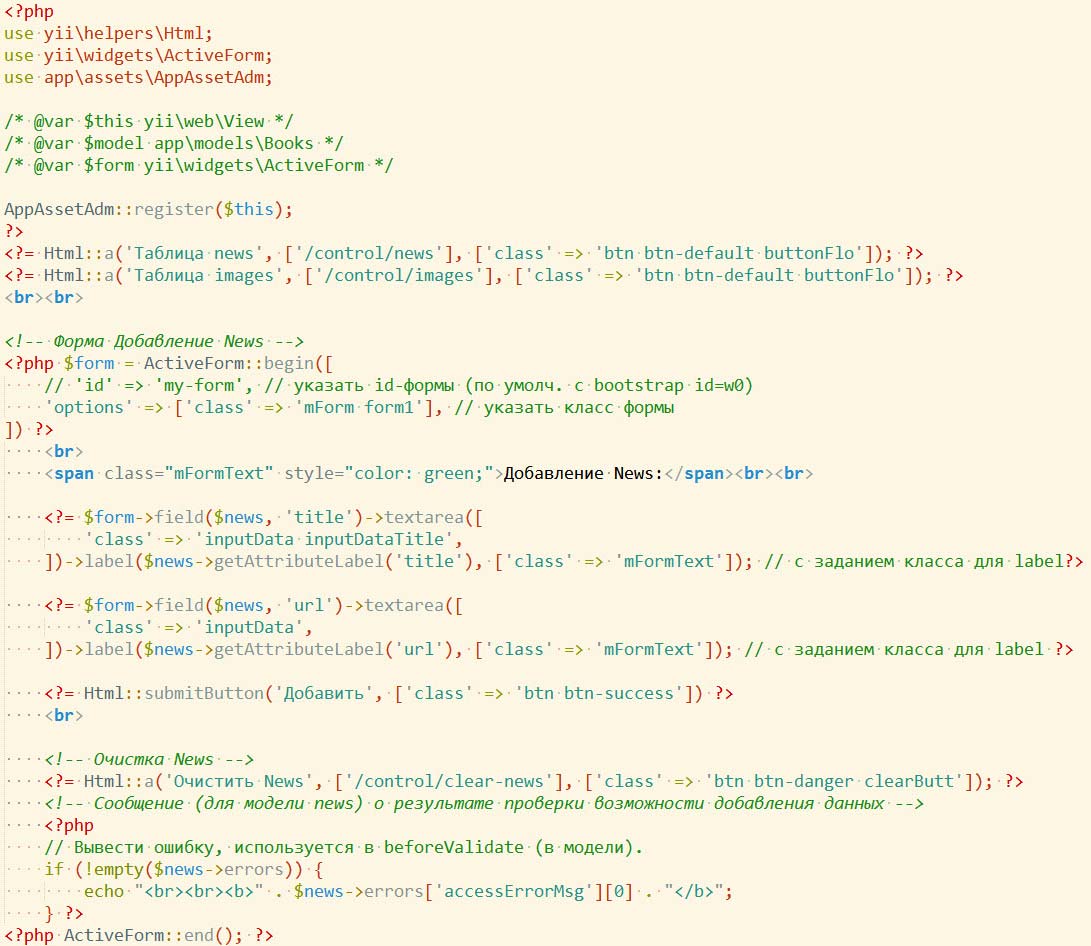 <?php
use yii\helpers\Html;
use yii\widgets\ActiveForm;
use app\assets\AppAssetAdm;
/* @var $this yii\web\View */
/* @var $model app\models\Books */
/* @var $form yii\widgets\ActiveForm */
AppAssetAdm::register($this);
?>
<?= Html::a('Таблица news', ['/control/news'], ['class' => 'btn btn-default buttonFlo']); ?>
<?= Html::a('Таблица images', ['/control/images'], ['class' => 'btn btn-default buttonFlo']); ?>
<br><br>
<!-- Форма Добавление News -->
<?php $form = ActiveForm::begin([
    // 'id' => 'my-form', // указать id-формы (по умолч. с bootstrap id=w0)
    'options' => ['class' => 'mForm form1'], // указать класс формы
]) ?>
    <br>
    <span class="mFormText" style="color: green;">Добавление News:</span><br><br>
    <?= $form->field($news, 'title')->textarea([
        'class' => 'inputData inputDataTitle',
    ])->label($news->getAttributeLabel('title'), ['class' => 'mFormText']); // с заданием класса для label?>
    <?= $form->field($news, 'url')->textarea([
        'class' => 'inputData',
    ])->label($news->getAttributeLabel('url'), ['class' => 'mFormText']); // с заданием класса для label ?>
    <?= Html::submitButton('Добавить', ['class' => 'btn btn-success']) ?>
    <br>
    <!-- Очистка News -->
    <?= Html::a('Очистить News', ['/control/clear-news'], ['class' => 'btn btn-danger clearButt']); ?>
    <!-- Сообщение (для модели news) о результате проверки возможности добавления данных -->
    <?php
    // Вывести ошибку, используется в beforeValidate (в модели).
    if (!empty($news->errors)) {
        echo "<br><br><b>" . $news->errors['accessErrorMsg'][0] . "</b>";
    } ?>
<?php ActiveForm::end(); ?>